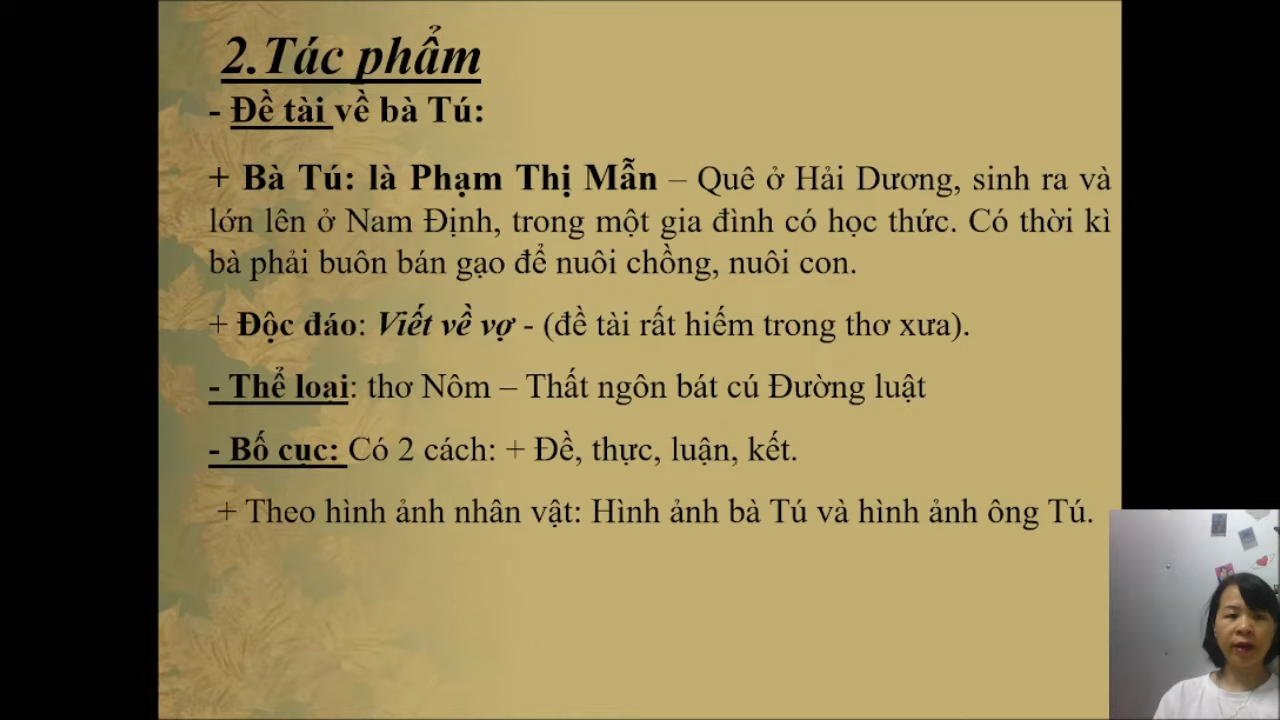 2.Tác phẩm
- Đề tài về bà Tú:
+ Bà Tú: là Phạm Thị Mẫn – Quê ở Hải Dương, sinh ra và
lớn lên ở Nam Định, trong một gia đình có học thức. Có thời kì
bà phải buôn bán gạo để nuôi chồng, nuôi con.
+ Độc đáo: Viết về vợ - (đề tài rất hiếm trong thơ xưa).
- Thể loại: thơ Nôm – Thất ngôn bát cú Đường luật
- Bố cục: Có 2 cách: + Đề, thực, luận, kết.
+ Theo hình ảnh nhân vật: Hình ảnh bà Tú và hình ảnh ông Tú.